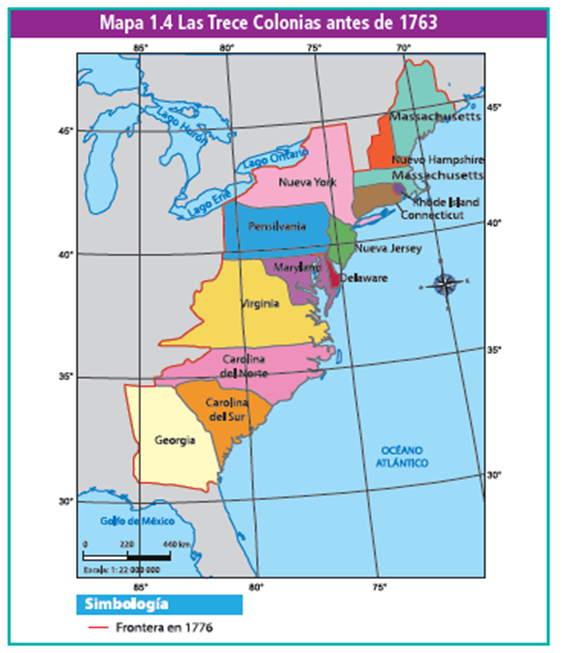 Mapa 1.4 Las Trece Colonias antes de 1763
85° 80° 75° 70°
45°
Massachusetts
Lago Hurón
45°
Lago Ontario
Nuevo Hampshire
Massachusetts
Nueva York
Lago Erie
Rhode Island
Connecticut
40°
Pensilvania
Nueva Jersey
40°
Maryland
Delaware
Virginia
35°
Carolina
del Norte
35°
Carolina
del Sur
Georgia
OCÉANO
ATLÁNTICO
30°
30°
Golfo de México
0 220 440 km
Escala: 1: 22 000 000
85° 80° 75°
Simbología
Frontera en 1776